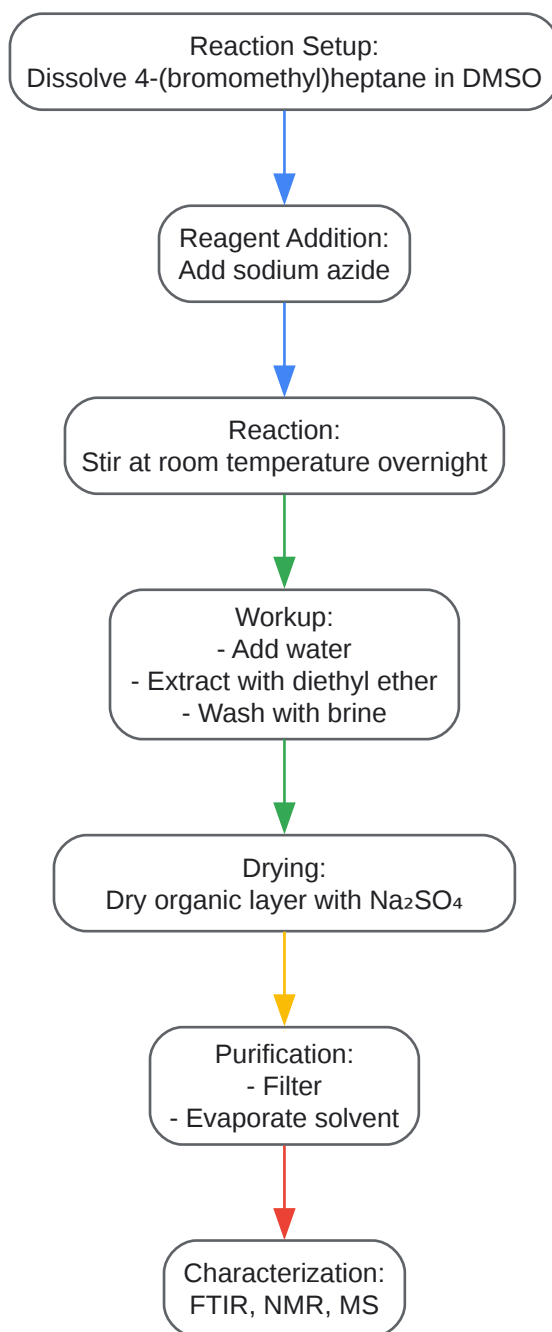 Reaction Setup:
Dissolve 4-(bromomethyl)heptane in DMSO
Reagent Addition:
Add sodium azide
Reaction:
Stir at room temperature overnight
Workup:
- Add water
- Extract with diethyl ether
- Wash with brine
Drying:
Dry organic layer with Na₂SO₄
Purification:
- Filter
- Evaporate solvent
Characterization:
FTIR, NMR, MS